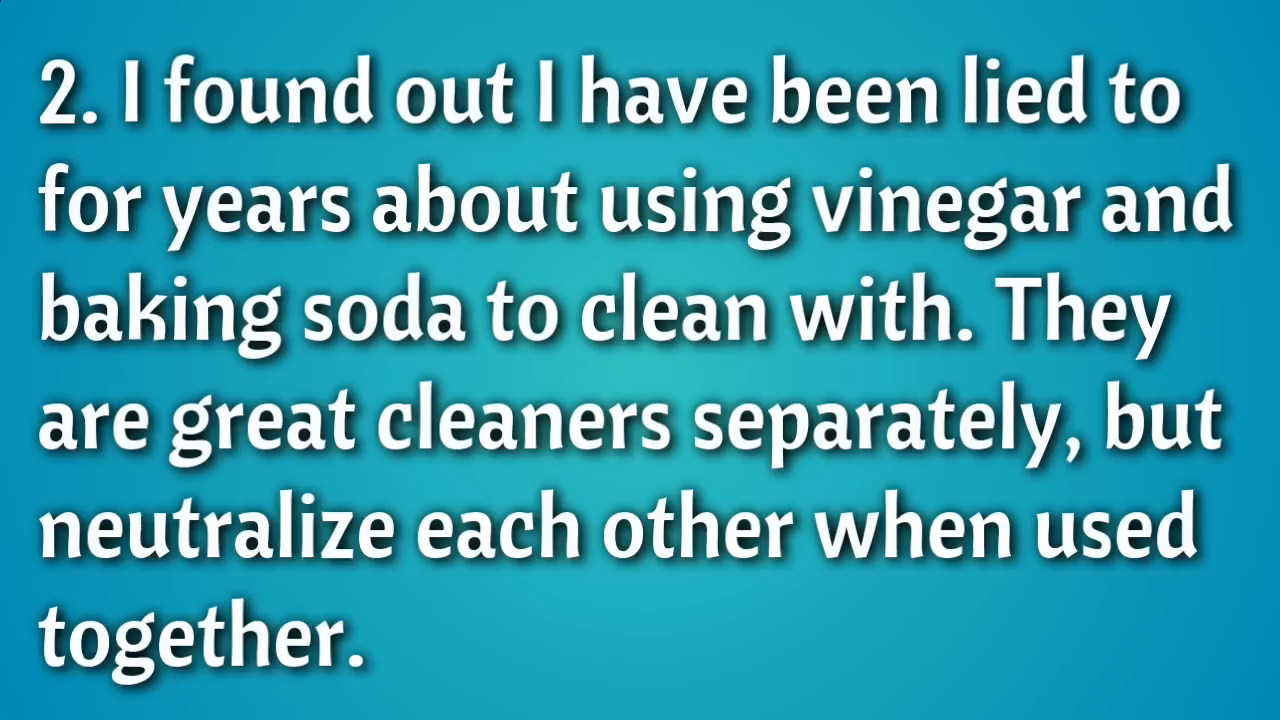 2. I found out I have been lied to
for years about using vinegar and
baking soda to clean with. They
are great cleaners separately, but
neutralize each other when used
together.